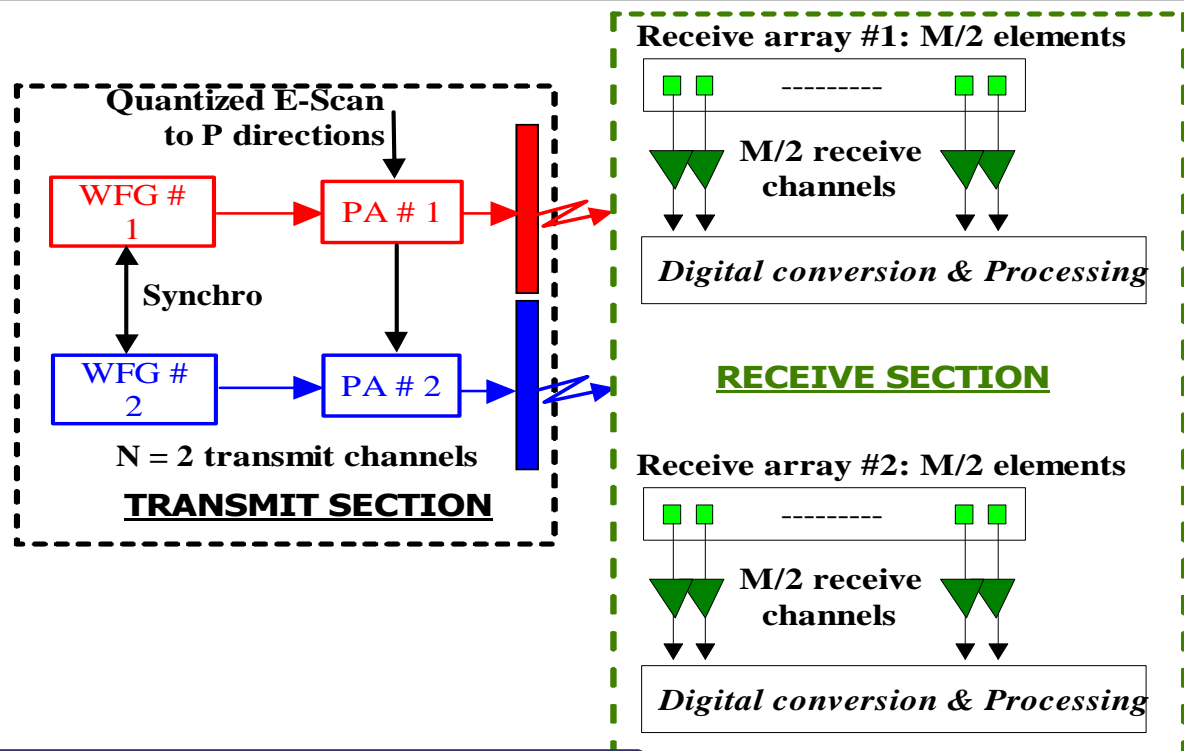 Quantized E-Scan
to P directions
WFG #
1
PA # 1
Synchro
WFG #
2
PA # 2
N = 2 transmit channels
TRANSMIT SECTION
Receive array #1: M/2 elements
M/2 receive
channels
Digital conversion & Processing
RECEIVE SECTION
Receive array #2: M/2 elements
M/2 receive
channels
Digital conversion & Processing